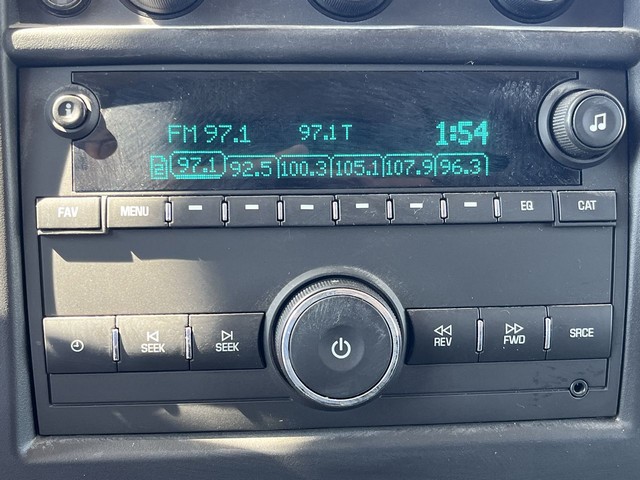 FM 97.1 97.1 T 1:54
2 97.1 92.5 100.3 105.1 107.9 96.3
FAV MENU EQ CAT
SEEK SEEK REV FWD SRCE